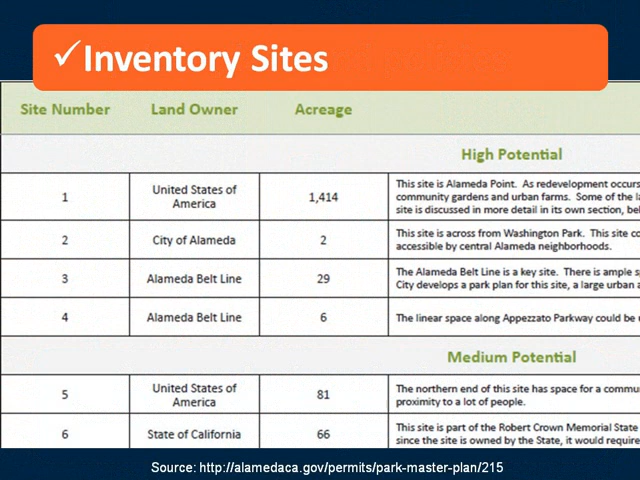 ✓Inventory Sites
Site Number Land Owner Acreage
High Potential
1 United States of America 1,414 This site is Alameda Point. As redevelopment occurs
community gardens and urban farms. Some of the
site is discussed in more detail in its own section,
2 City of Alameda 2 This site is across from Washington Park. This site
accessible by central Alameda neighborhoods.
3 Alameda Belt Line 29 The Alameda Belt Line is a key site. There is ample
City develops a park plan for this site, a large urban
4 Alameda Belt Line 6 The linear space along Appezzato Parkway could be
Medium Potential
5 United States of America 81 The northern end of this site has space for a
proximity to a lot of people.
6 State of California 66 This site is part of the Robert Crown Memorial State
since the site is owned by the State, it would require
Source: http://alamedaca.gov/permits/park-master-plan/215